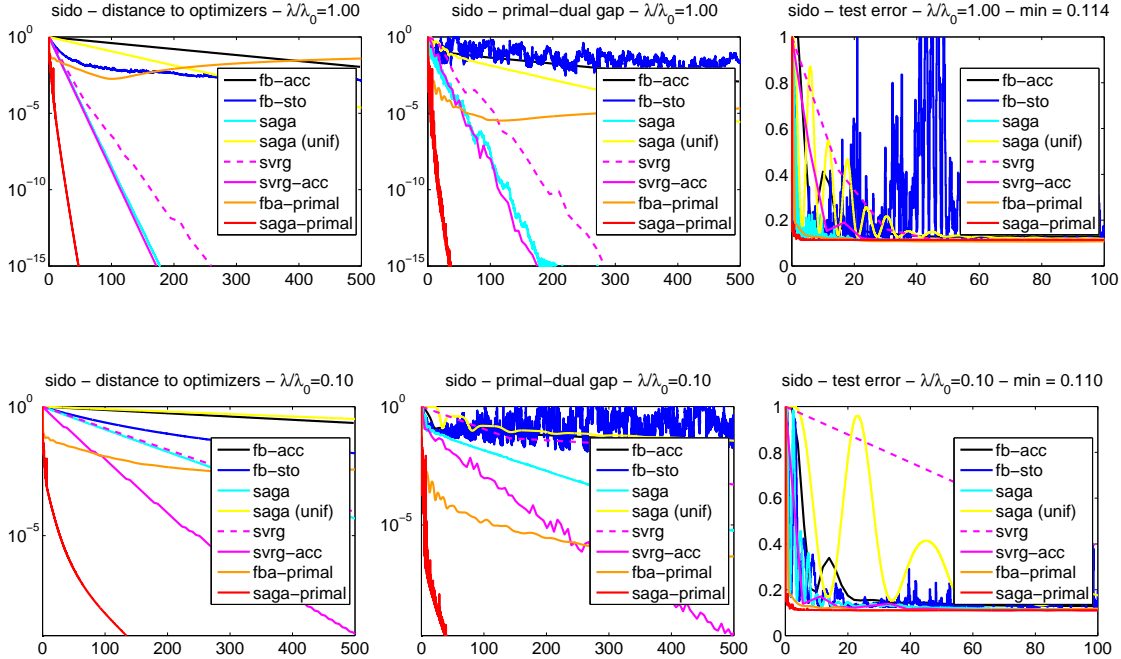 sido − distance to optimizers − λ/λ0=1.00
10^0
10^−5
10^−10
10^−15
0 100 200 300 400 500
fb−acc
fb−sto
saga
saga (unif)
svrg
svrg−acc
fba−primal
saga−primal
sido − primal−dual gap − λ/λ0=1.00
10^0
10^−5
10^−10
10^−15
0 100 200 300 400 500
fb−acc
fb−sto
saga
saga (unif)
svrg
svrg−acc
fba−primal
saga−primal
sido − test error − λ/λ0=1.00 − min = 0.114
1
0.8
0.6
0.4
0.2
0
0 20 40 60 80 100
fb−acc
fb−sto
saga
saga (unif)
svrg
svrg−acc
fba−primal
saga−primal
sido − distance to optimizers − λ/λ0=0.10
10^0
10^−5
0 100 200 300 400 500
fb−acc
fb−sto
saga
saga (unif)
svrg
svrg−acc
fba−primal
saga−primal
sido − primal−dual gap − λ/λ0=0.10
10^0
10^−5
0 100 200 300 400 500
fb−acc
fb−sto
saga
saga (unif)
svrg
svrg−acc
fba−primal
saga−primal
sido − test error − λ/λ0=0.10 − min = 0.110
1
0.8
0.6
0.4
0.2
0
0 20 40 60 80 100
fb−acc
fb−sto
saga
saga (unif)
svrg
svrg−acc
fba−primal
saga−primal